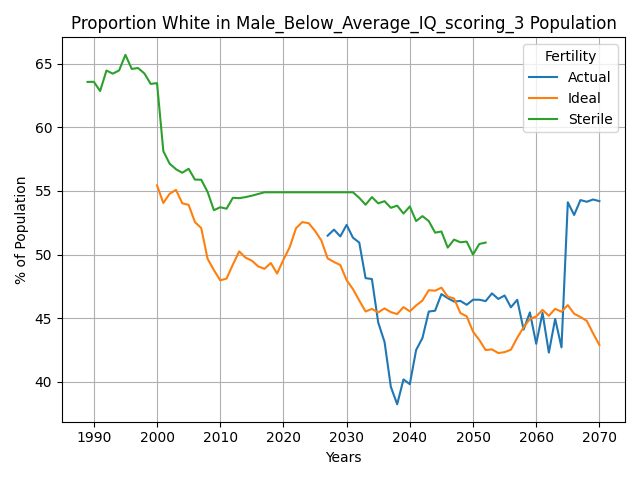 Proportion White in Male_Below_Average_IQ_scoring_3 Population
Fertility
Actual
Ideal
Sterile
% of Population
65
60
55
50
45
40
1990 2000 2010 2020 2030 2040 2050 2060 2070
Years